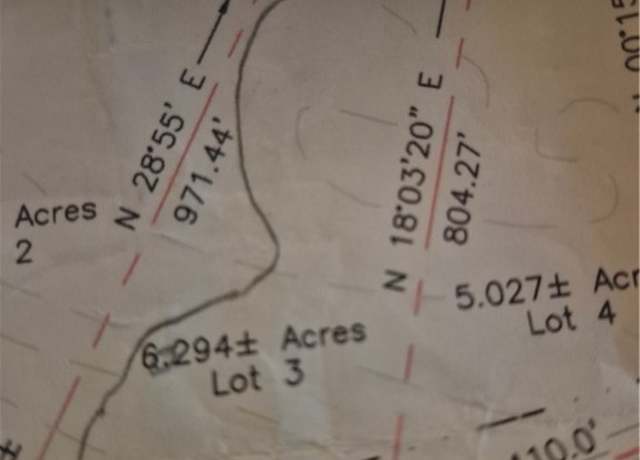 N 28°55' E
971.44'
Acres
2
N 18°03'20" E
804.27'
5.027± Acr
Lot 4
6.294± Acres
Lot 3
10.0'